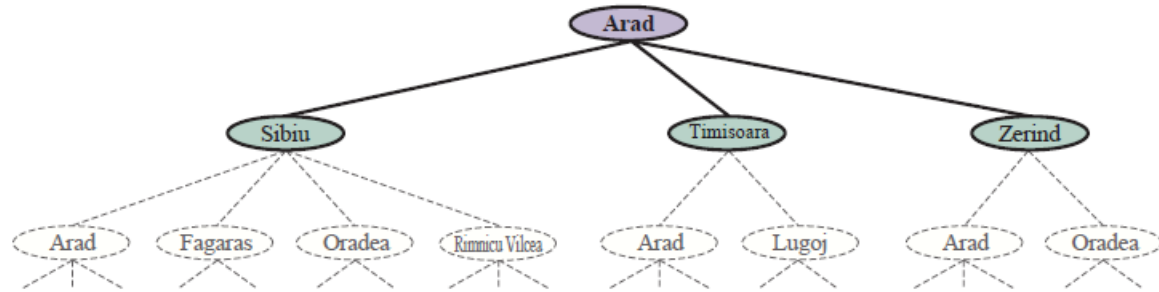 Arad
Sibiu
Timisoara
Zerind
Arad
Fagaras
Oradea
Rimnicu Vilcea
Arad
Lugoj
Arad
Oradea